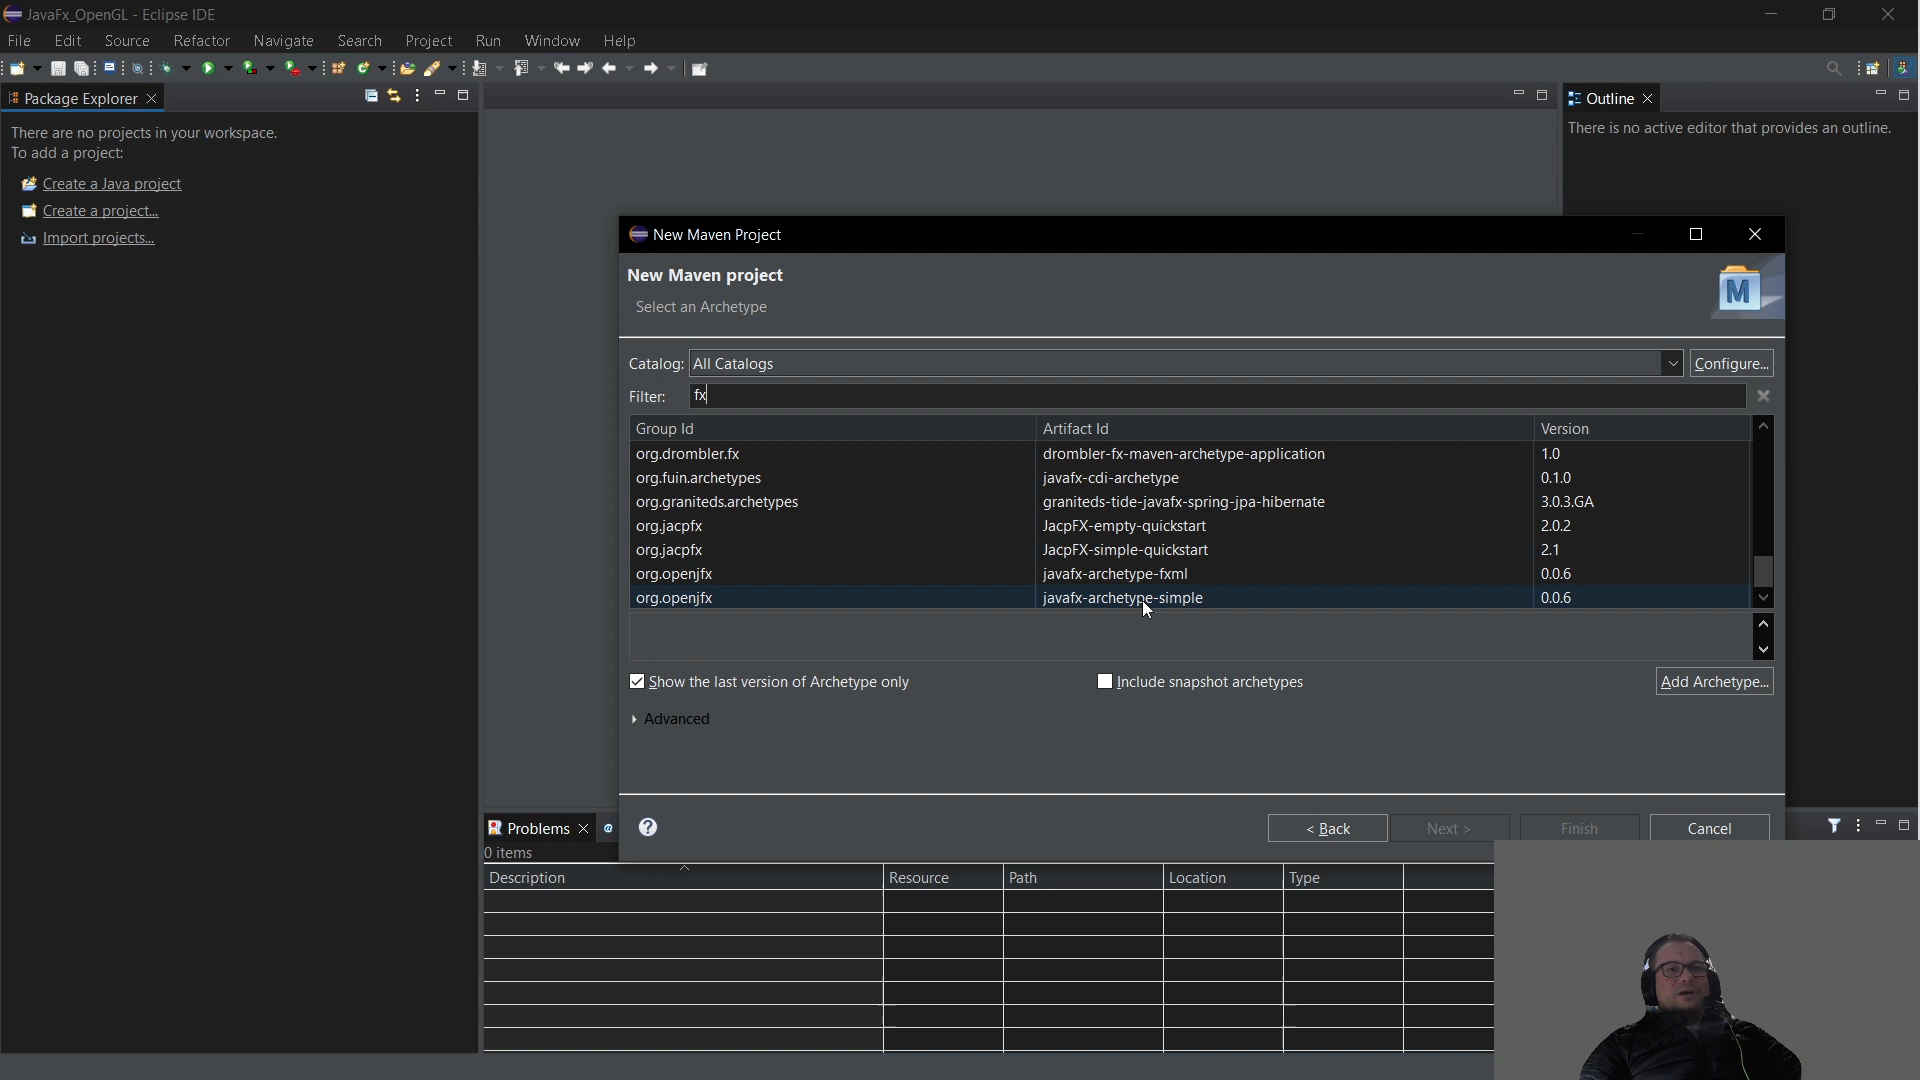 JavaFx_OpenGL - Eclipse IDE
File Edit Source Refactor Navigate Search Project Run Window Help
Package Explorer
There are no projects in your workspace.
To add a project:
Create a Java project
Create a project...
Import projects...
Outline
There is no active editor that provides an outline.
New Maven Project
New Maven project
Select an Archetype
M
Catalog: All Catalogs Configure...
Filter: fx
Group Id Artifact Id Version
org.drombler.fx drombler-fx-maven-archetype-application 1.0
org.fuin.archetypes javafx-cdi-archetype 0.1.0
org.graniteds.archetypes graniteds-tide-javafx-spring-jpa-hibernate 3.0.3.GA
org.jacpfx JacpFX-empty-quickstart 2.0.2
org.jacpfx JacpFX-simple-quickstart 2.1
org.openjfx javafx-archetype-fxml 0.0.6
org.openjfx javafx-archetype-simple 0.0.6
Show the last version of Archetype only Include snapshot archetypes Add Archetype...
Advanced
? < Back Next > Finish Cancel
Problems @
0 items
Description Resource Path Location Type